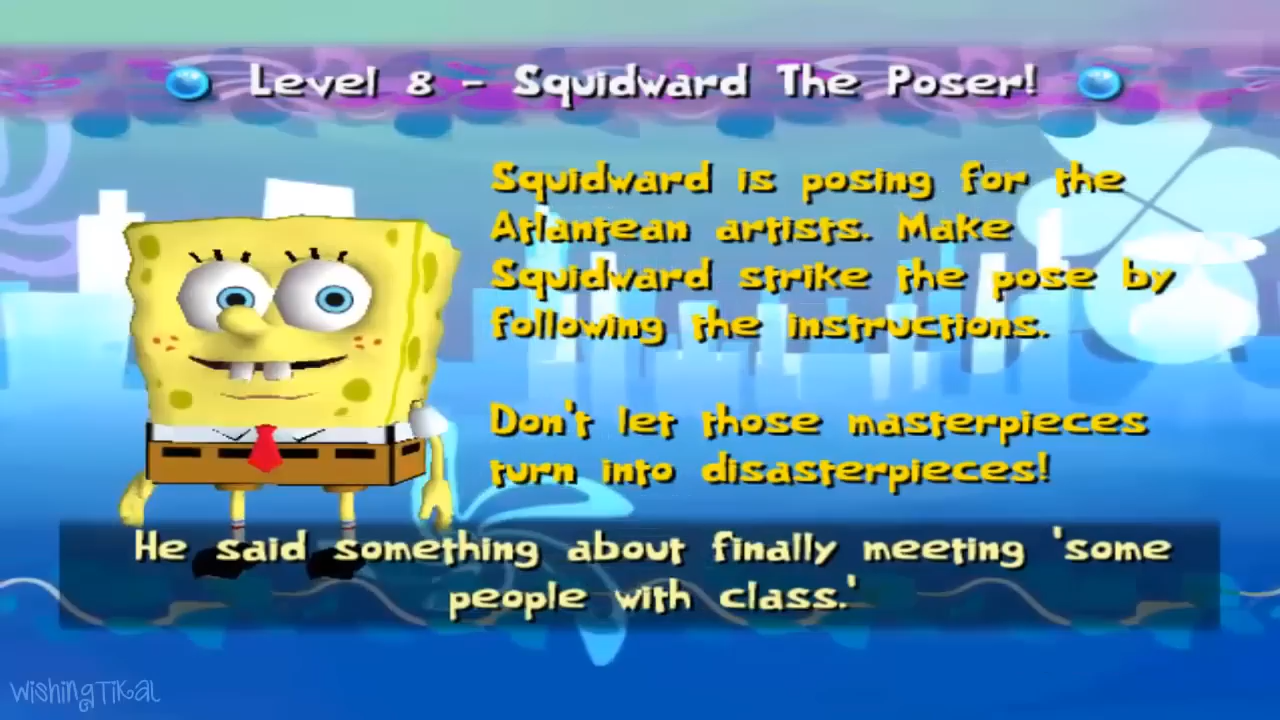 Level 8 - Squidward The Poser!
Squidward is posing for the
Atlantean artists. Make
Squidward strike the pose by
following the instructions.
Don't let those masterpieces
turn into disasterpieces!
He said something about finally meeting 'some
people with class.'
WishingTikal